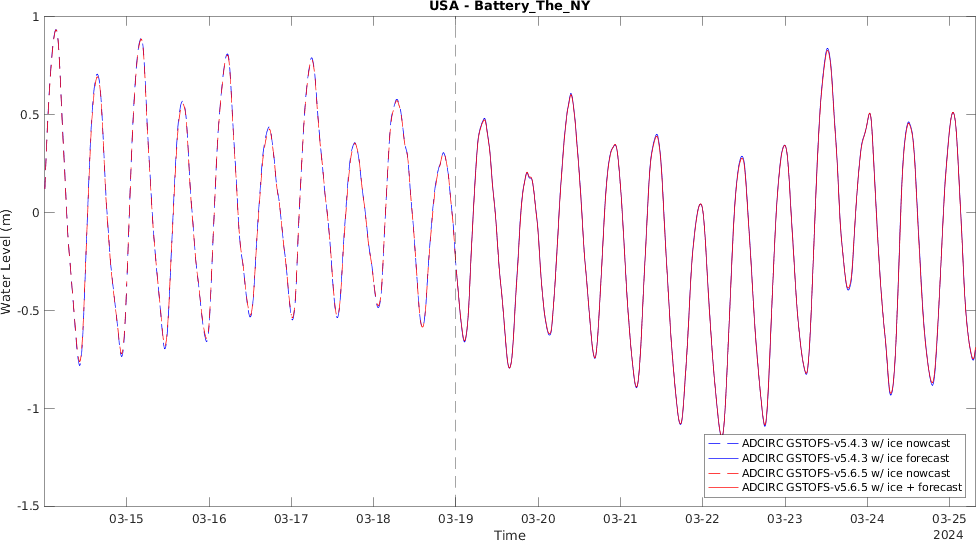 USA - Battery_The_NY
1
0.5
0
-0.5
-1
-1.5
Water Level (m)
ADCIRC GSTOFS-v5.4.3 w/ ice nowcast
ADCIRC GSTOFS-v5.4.3 w/ ice forecast
ADCIRC GSTOFS-v5.6.5 w/ ice nowcast
ADCIRC GSTOFS-v5.6.5 w/ ice + forecast
03-15 03-16 03-17 03-18 03-19 03-20 03-21 03-22 03-23 03-24 03-25
Time
2024